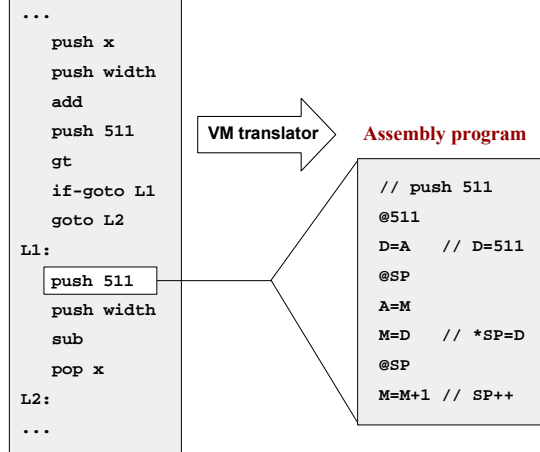 ...
push x
push width
add
push 511
gt
if-goto L1
goto L2
L1:
push 511
push width
sub
pop x
L2:
...
VM translator
Assembly program
// push 511
@511
D=A // D=511
@SP
A=M
M=D // *SP=D
@SP
M=M+1 // SP++